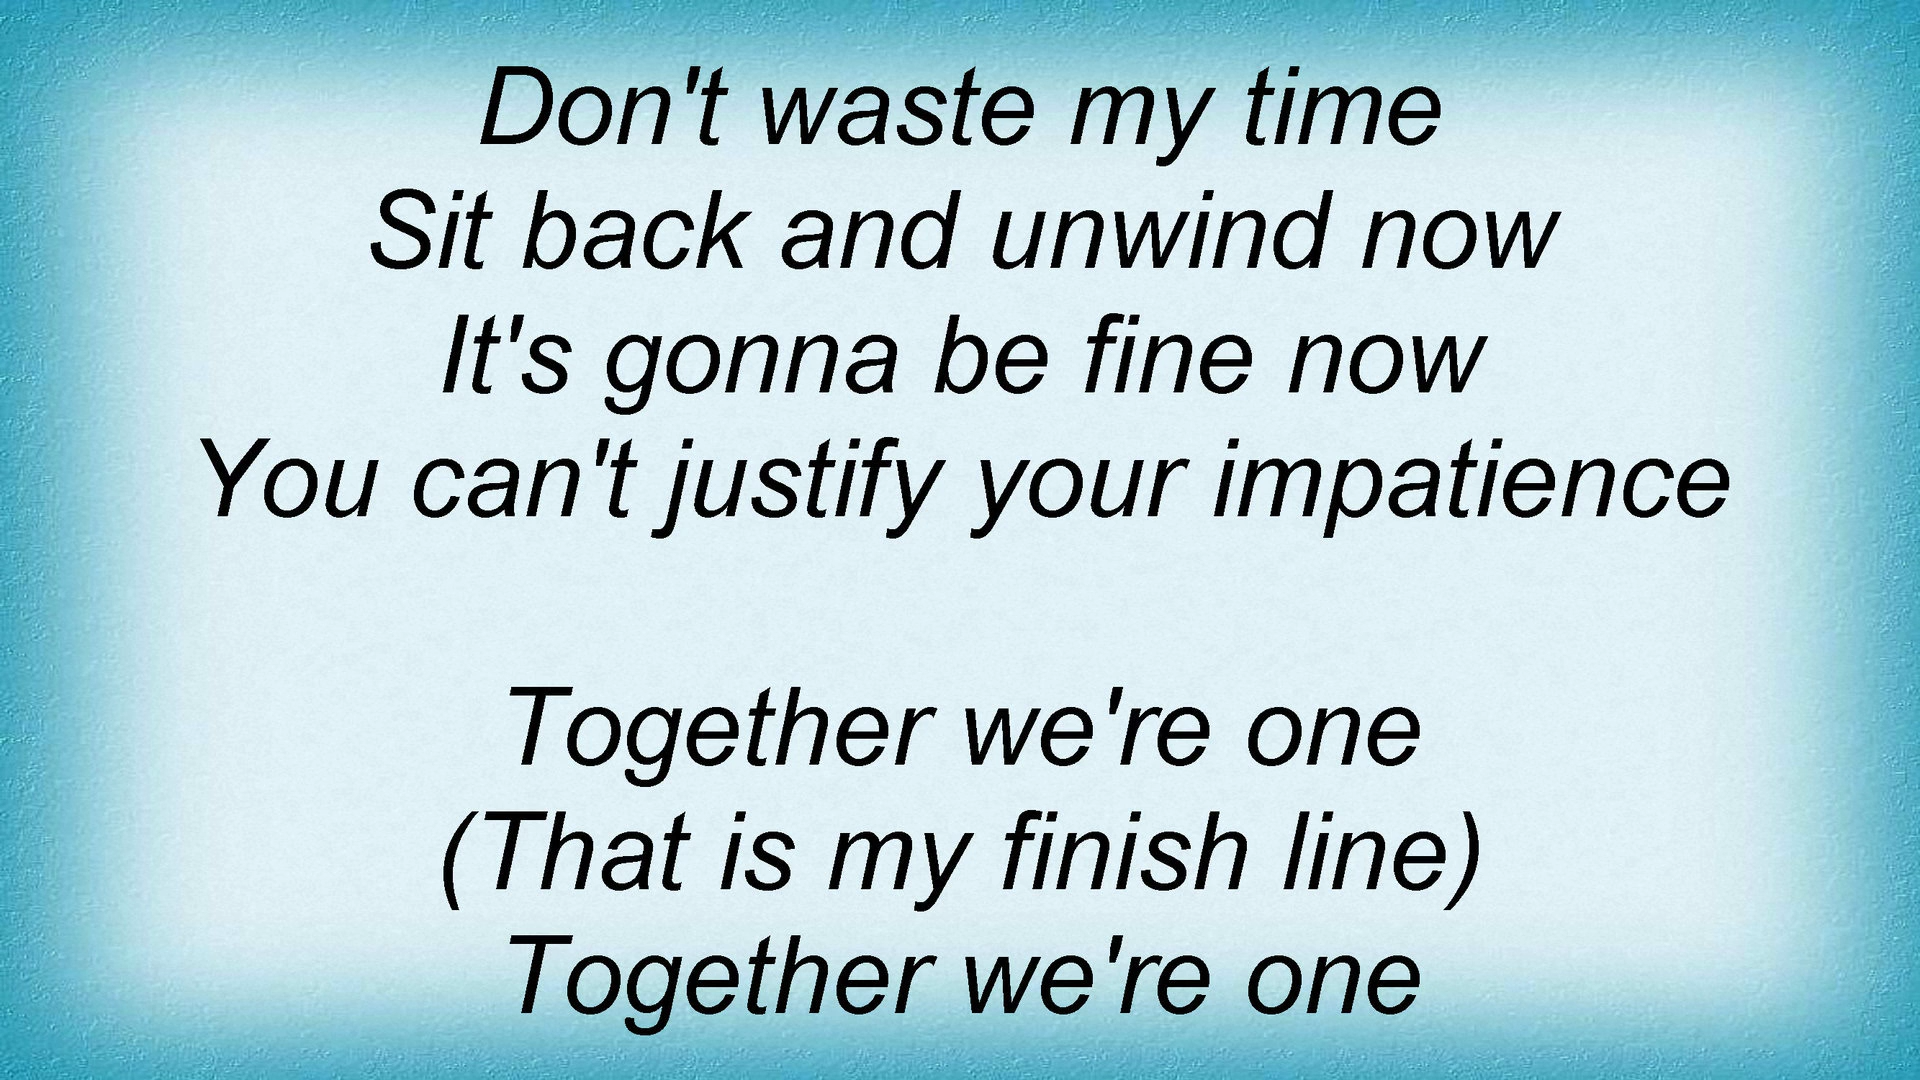 Don't waste my time
Sit back and unwind now
It's gonna be fine now
You can't justify your impatience
Together we're one
(That is my finish line)
Together we're one